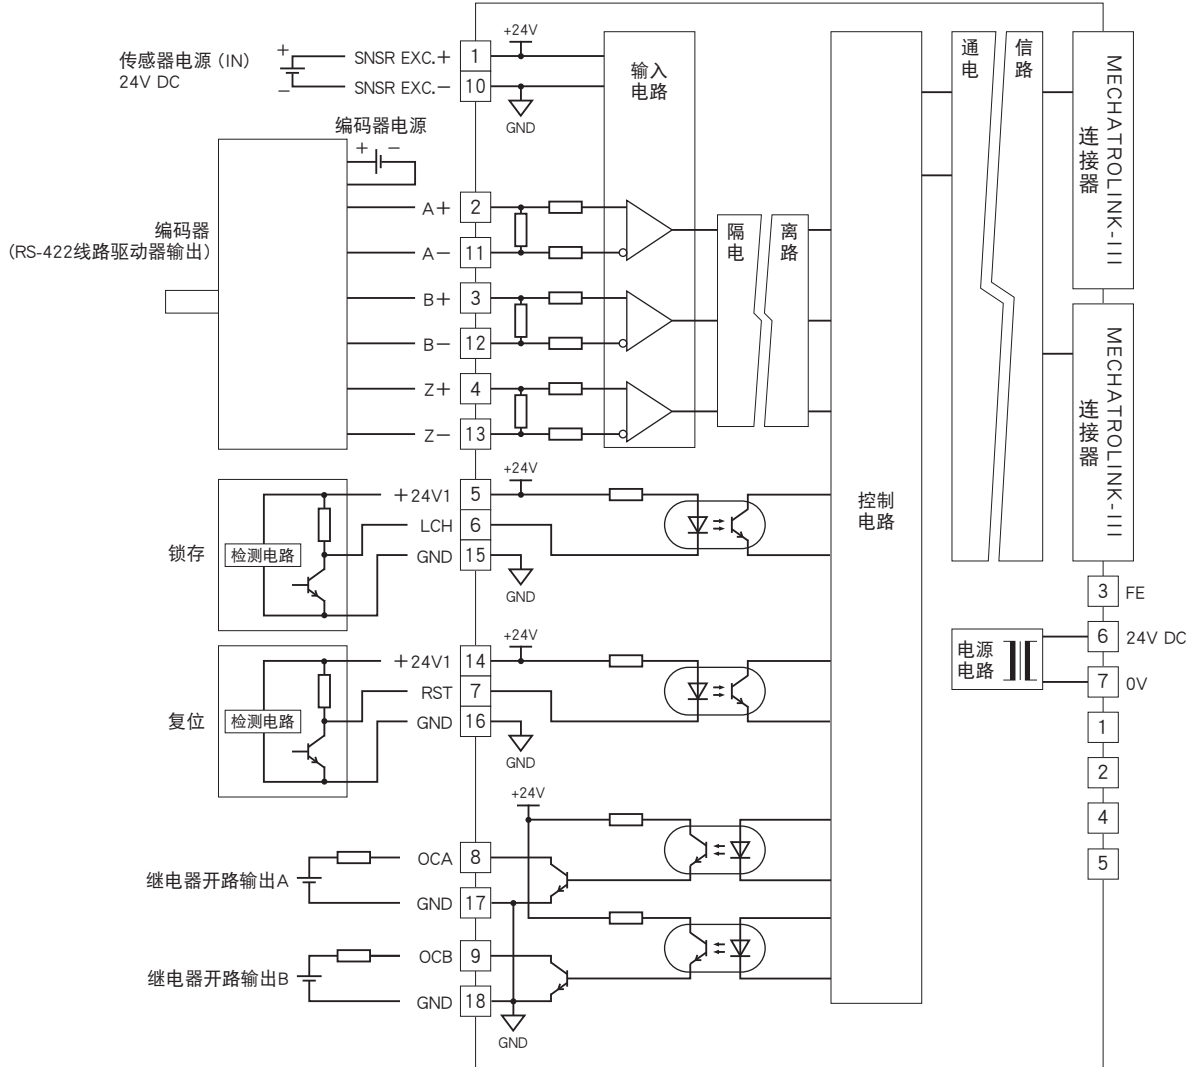 传感器电源 (IN)
24V DC
+
−
SNSR EXC.+
1
+24V
SNSR EXC.−
10
GND
输入
电路
编码器电源
+ −
编码器
(RS-422线路驱动器输出)
A+
2
A−
11
B+
3
B−
12
Z+
4
Z−
13
隔 离
电 路
控制
电路
通 信
电 路
MECHATROLINK-III
连接器
MECHATROLINK-III
连接器
锁存
检测电路
+24V1
5
+24V
LCH
6
GND
15
GND
复位
检测电路
+24V1
14
+24V
RST
7
GND
16
GND
+24V
继电器开路输出A
OCA
8
GND
17
继电器开路输出B
OCB
9
GND
18
GND
3
FE
电源
电路
6
24V DC
7
0V
1
2
4
5